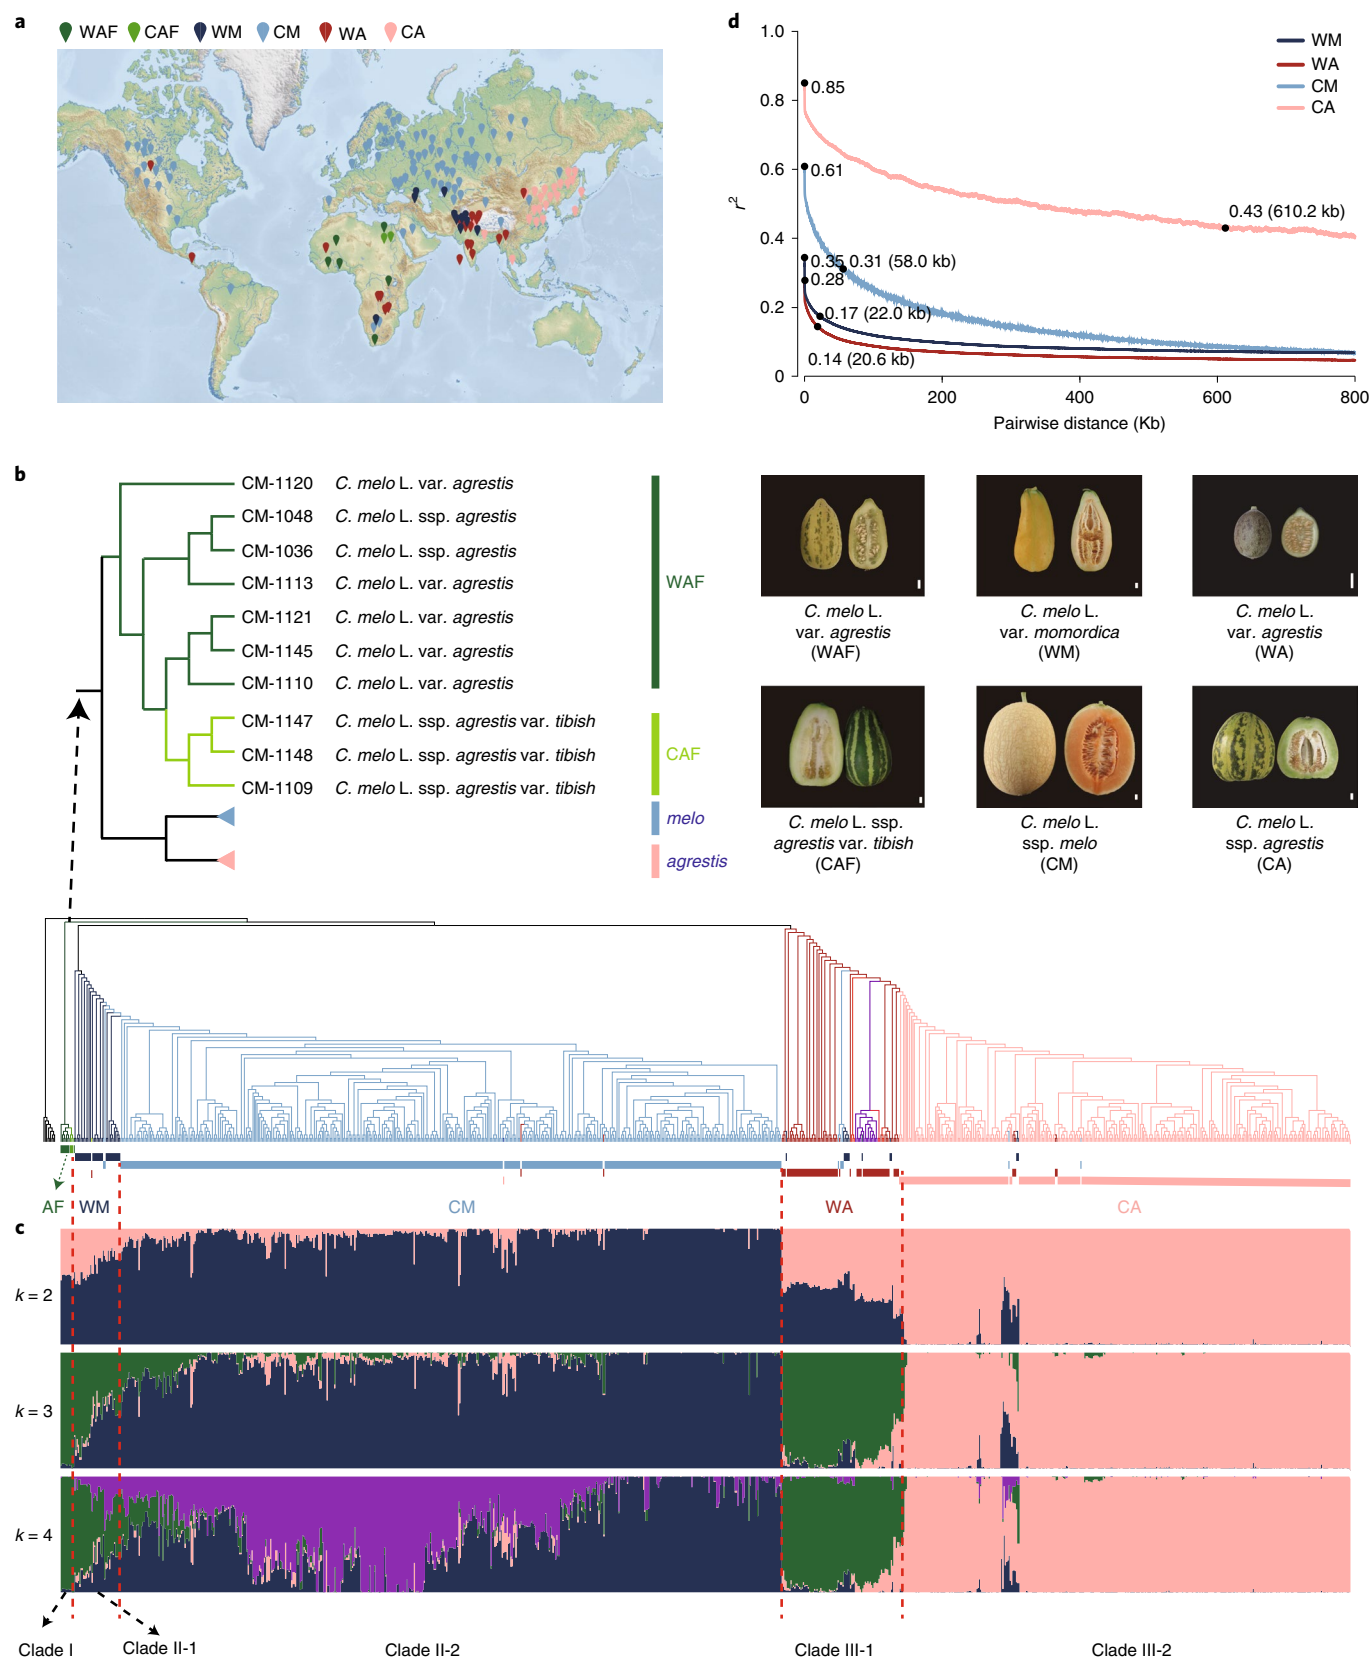 a
WAF CAF WM CM WA CA
d
1.0
0.8
0.6
0.4
0.2
0
r²
0 200 400 600 800
Pairwise distance (Kb)
WM
WA
CM
CA
0.85
0.61
0.43 (610.2 kb)
0.35 0.31 (58.0 kb)
0.28
0.17 (22.0 kb)
0.14 (20.6 kb)
b
CM-1120 C. melo L. var. agrestis
CM-1048 C. melo L. ssp. agrestis
CM-1036 C. melo L. ssp. agrestis
CM-1113 C. melo L. var. agrestis
CM-1121 C. melo L. var. agrestis
CM-1145 C. melo L. var. agrestis
CM-1110 C. melo L. var. agrestis
CM-1147 C. melo L. ssp. agrestis var. tibish
CM-1148 C. melo L. ssp. agrestis var. tibish
CM-1109 C. melo L. ssp. agrestis var. tibish
WAF
CAF
melo
agrestis
C. melo L.
var. agrestis
(WAF)
C. melo L.
var. momordica
(WM)
C. melo L.
var. agrestis
(WA)
C. melo L. ssp.
agrestis var. tibish
(CAF)
C. melo L.
ssp. melo
(CM)
C. melo L.
ssp. agrestis
(CA)
AF WM CM WA CA
c
k = 2
k = 3
k = 4
Clade I Clade II-1 Clade II-2 Clade III-1 Clade III-2